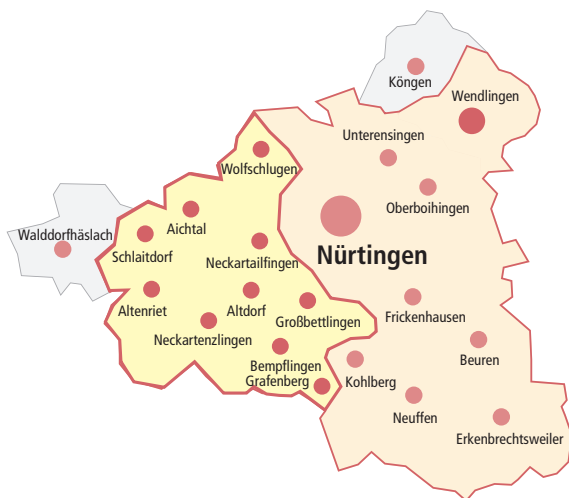 Köngen
Wendlingen
Unterensingen
Wolfschlugen
Oberboihingen
Aichtal
Walddorfhäslach
Schlaitdorf
Nürtingen
Neckartailfingen
Altenriet
Altdorf
Großbettlingen
Frickenhausen
Neckartenzlingen
Beuren
Bempflingen
Grafenberg
Kohlberg
Neuffen
Erkenbrechtsweiler